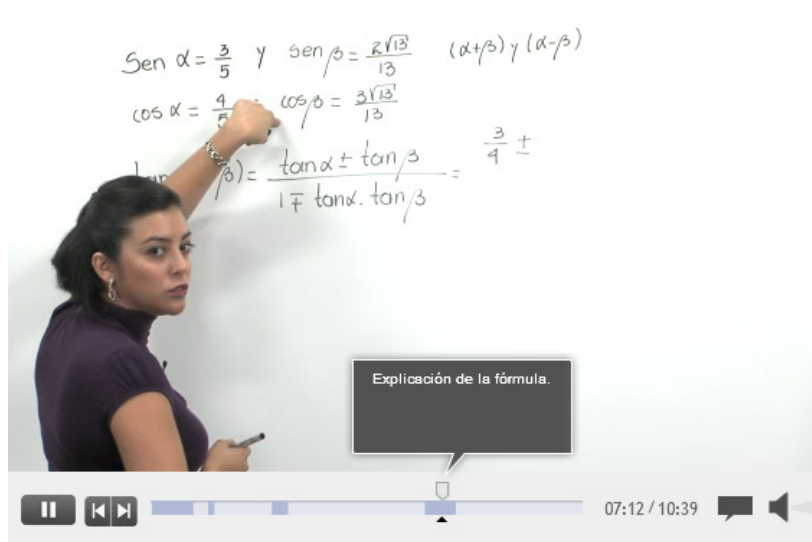 Sen α = 3/5 y sen β = 2√13/13 (α+β) y (α-β)
cos α = 4/5 cos β = 3√13/13
tan β) = tan α ± tan β / 1 ∓ tan α . tan β = 3/4 ±
Explicación de la fórmula.
07:12 / 10:39